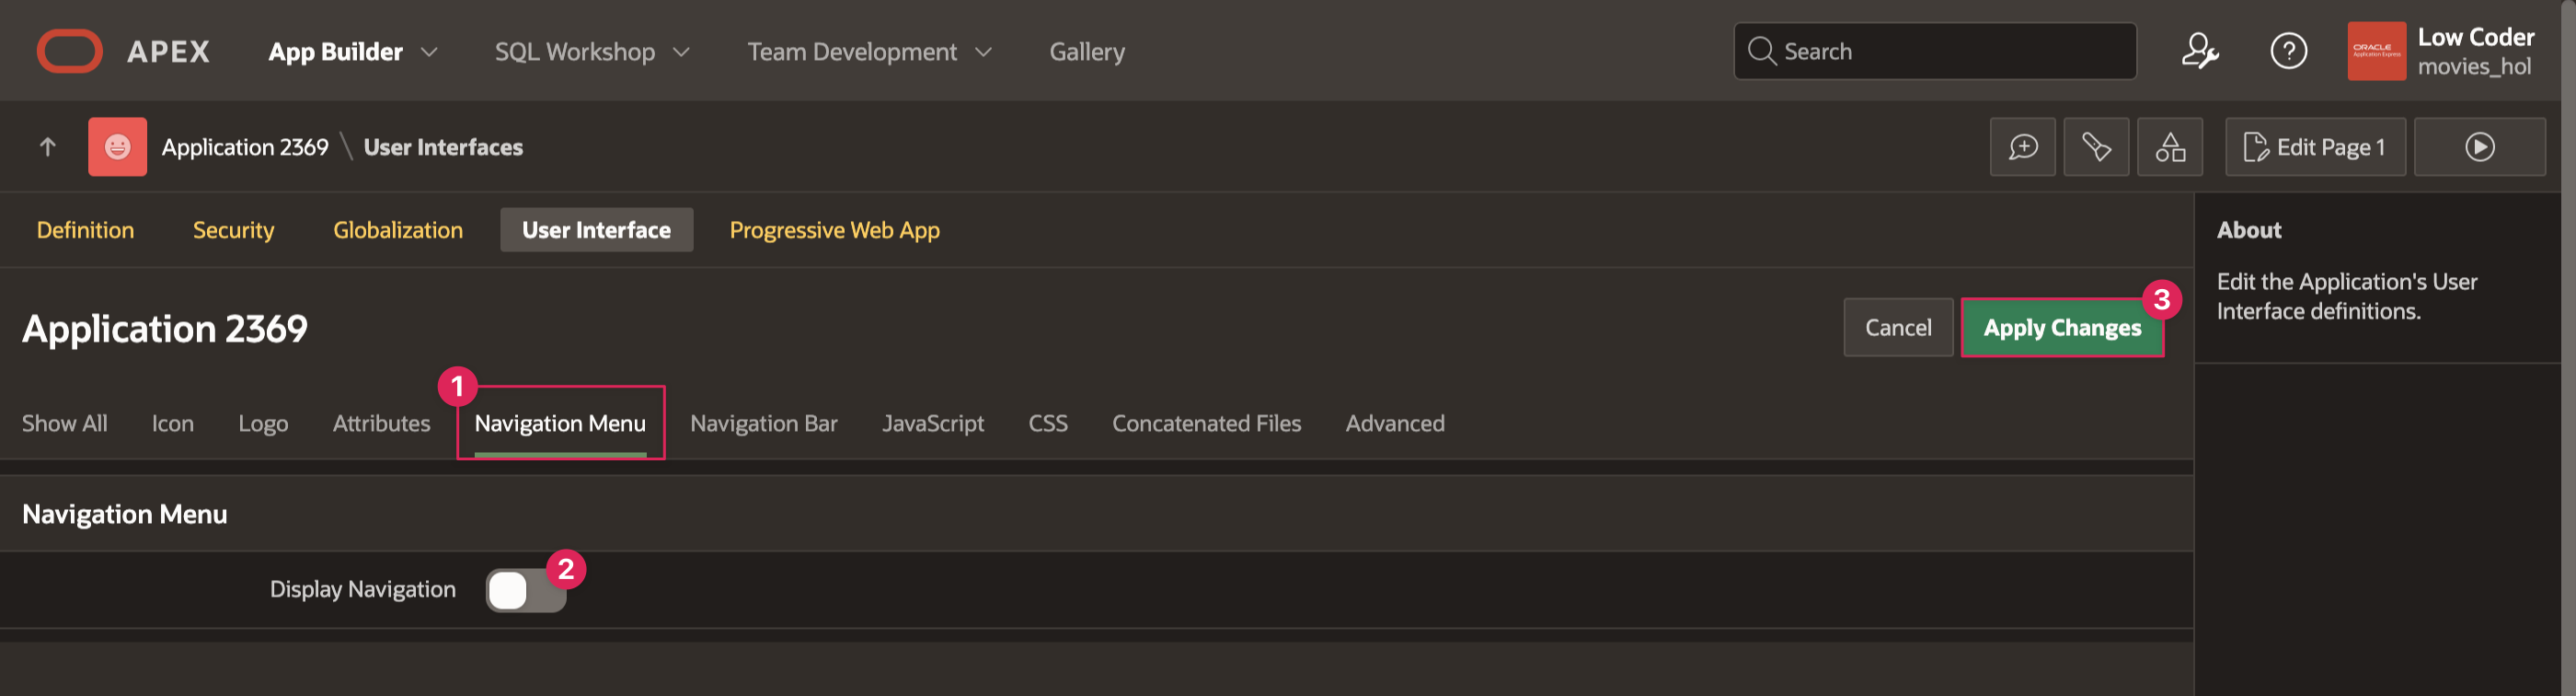 APEX App Builder SQL Workshop Team Development Gallery Search Low Coder
ORACLE movies_hol
Application Express
Application 2369 \ User Interfaces Edit Page 1
Definition Security Globalization User Interface Progressive Web App About
Edit the Application's User
Interface definitions.
Application 2369 Cancel Apply Changes 3
1
Show All Icon Logo Attributes Navigation Menu Navigation Bar JavaScript CSS Concatenated Files Advanced
Navigation Menu
Display Navigation 2